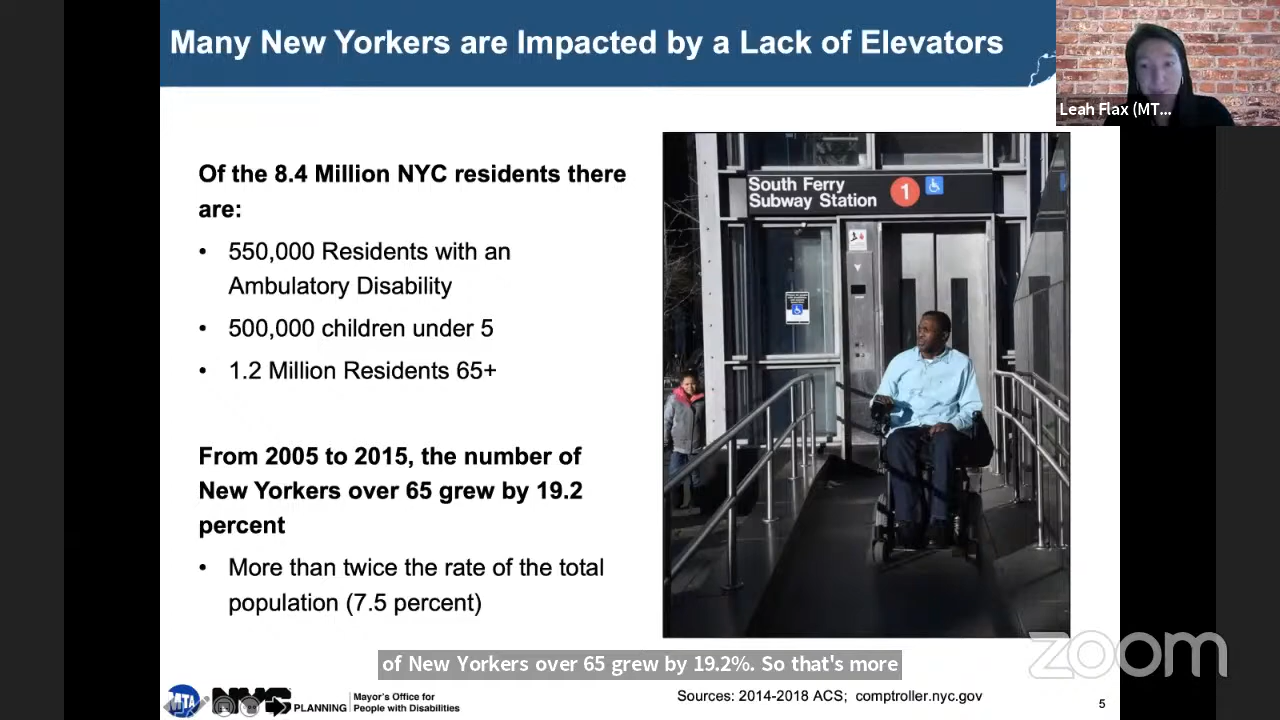 Many New Yorkers are Impacted by a Lack of Elevators
Leah Flax (MT...
Of the 8.4 Million NYC residents there
are:
• 550,000 Residents with an
Ambulatory Disability
• 500,000 children under 5
• 1.2 Million Residents 65+
From 2005 to 2015, the number of
New Yorkers over 65 grew by 19.2
percent
• More than twice the rate of the total
population (7.5 percent)
South Ferry
Subway Station
1
of New Yorkers over 65 grew by 19.2%. So that's more
zoom
MTA
NYC
PLANNING
Mayor's Office for
People with Disabilities
Sources: 2014-2018 ACS; comptroller.nyc.gov
5